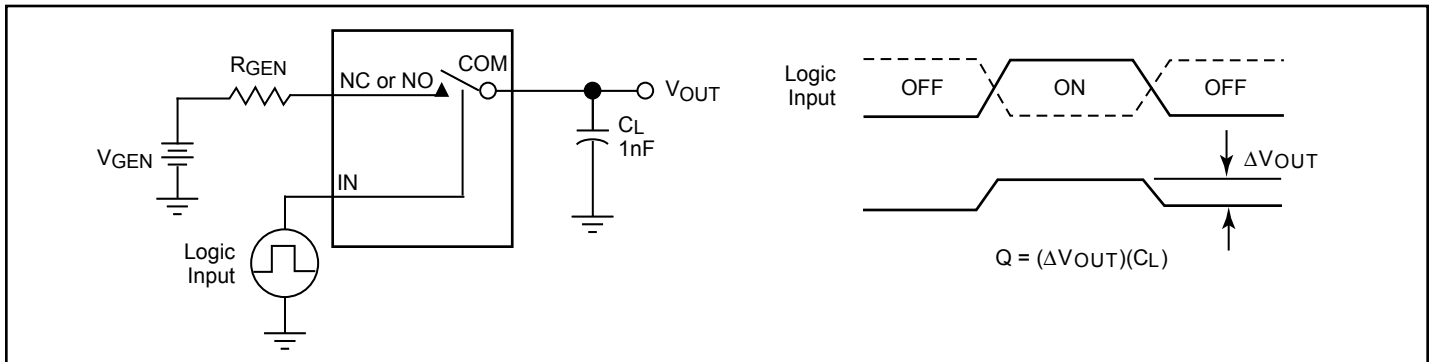 RGEN
NC or NO
COM
VOUT
CL
1nF
VGEN
IN
Logic
Input
Logic
Input
OFF
ON
OFF
ΔVOUT
Q = (ΔVOUT)(CL)